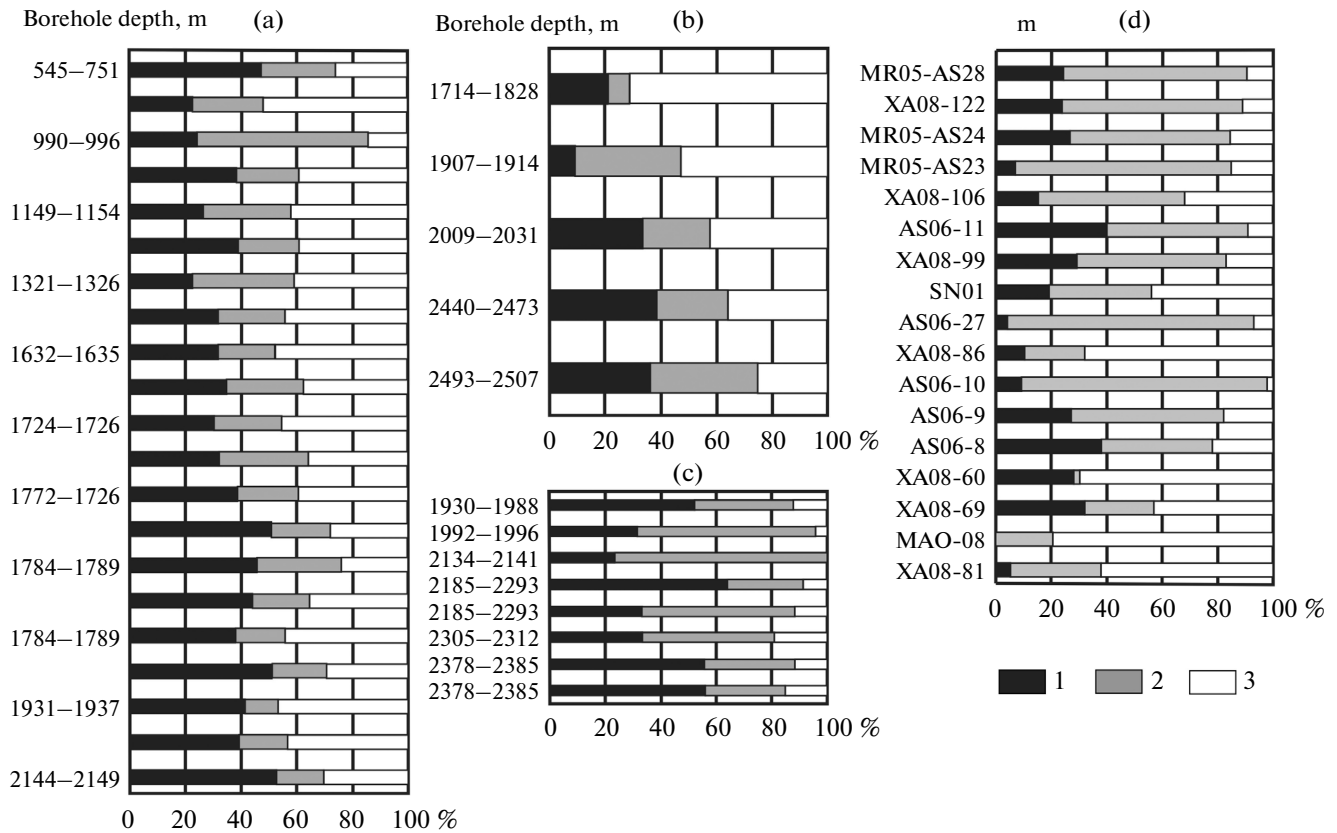 Borehole depth, m (a)
545–751
990–996
1149–1154
1321–1326
1632–1635
1724–1726
1772–1726
1784–1789
1784–1789
1931–1937
2144–2149
0 20 40 60 80 100 %
Borehole depth, m (b)
1714–1828
1907–1914
2009–2031
2440–2473
2493–2507
0 20 40 60 80 100 %
(c)
1930–1988
1992–1996
2134–2141
2185–2293
2185–2293
2305–2312
2378–2385
2378–2385
0 20 40 60 80 100 %
m (d)
MR05-AS28
XA08-122
MR05-AS24
MR05-AS23
XA08-106
AS06-11
XA08-99
SN01
AS06-27
XA08-86
AS06-10
AS06-9
AS06-8
XA08-60
XA08-69
MAO-08
XA08-81
0 20 40 60 80 100 %
1 2 3